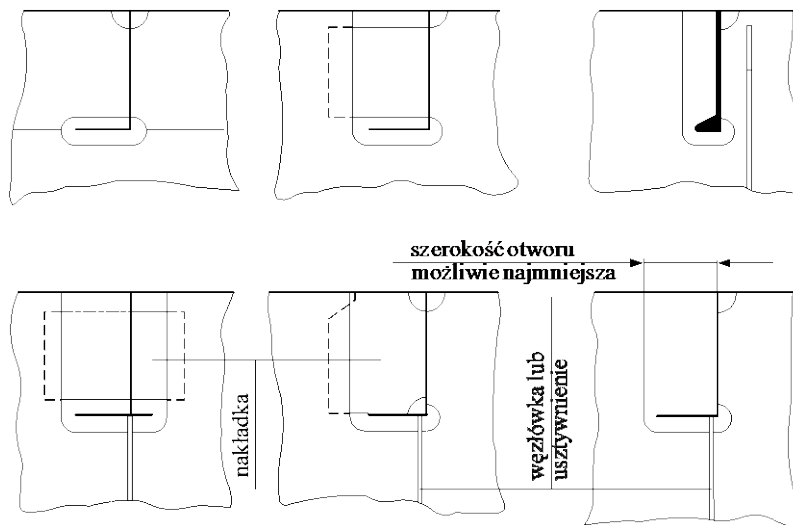 szerokość otworu
możliwie najmniejsza
nakładka
węzłówka lub
usztywnienie